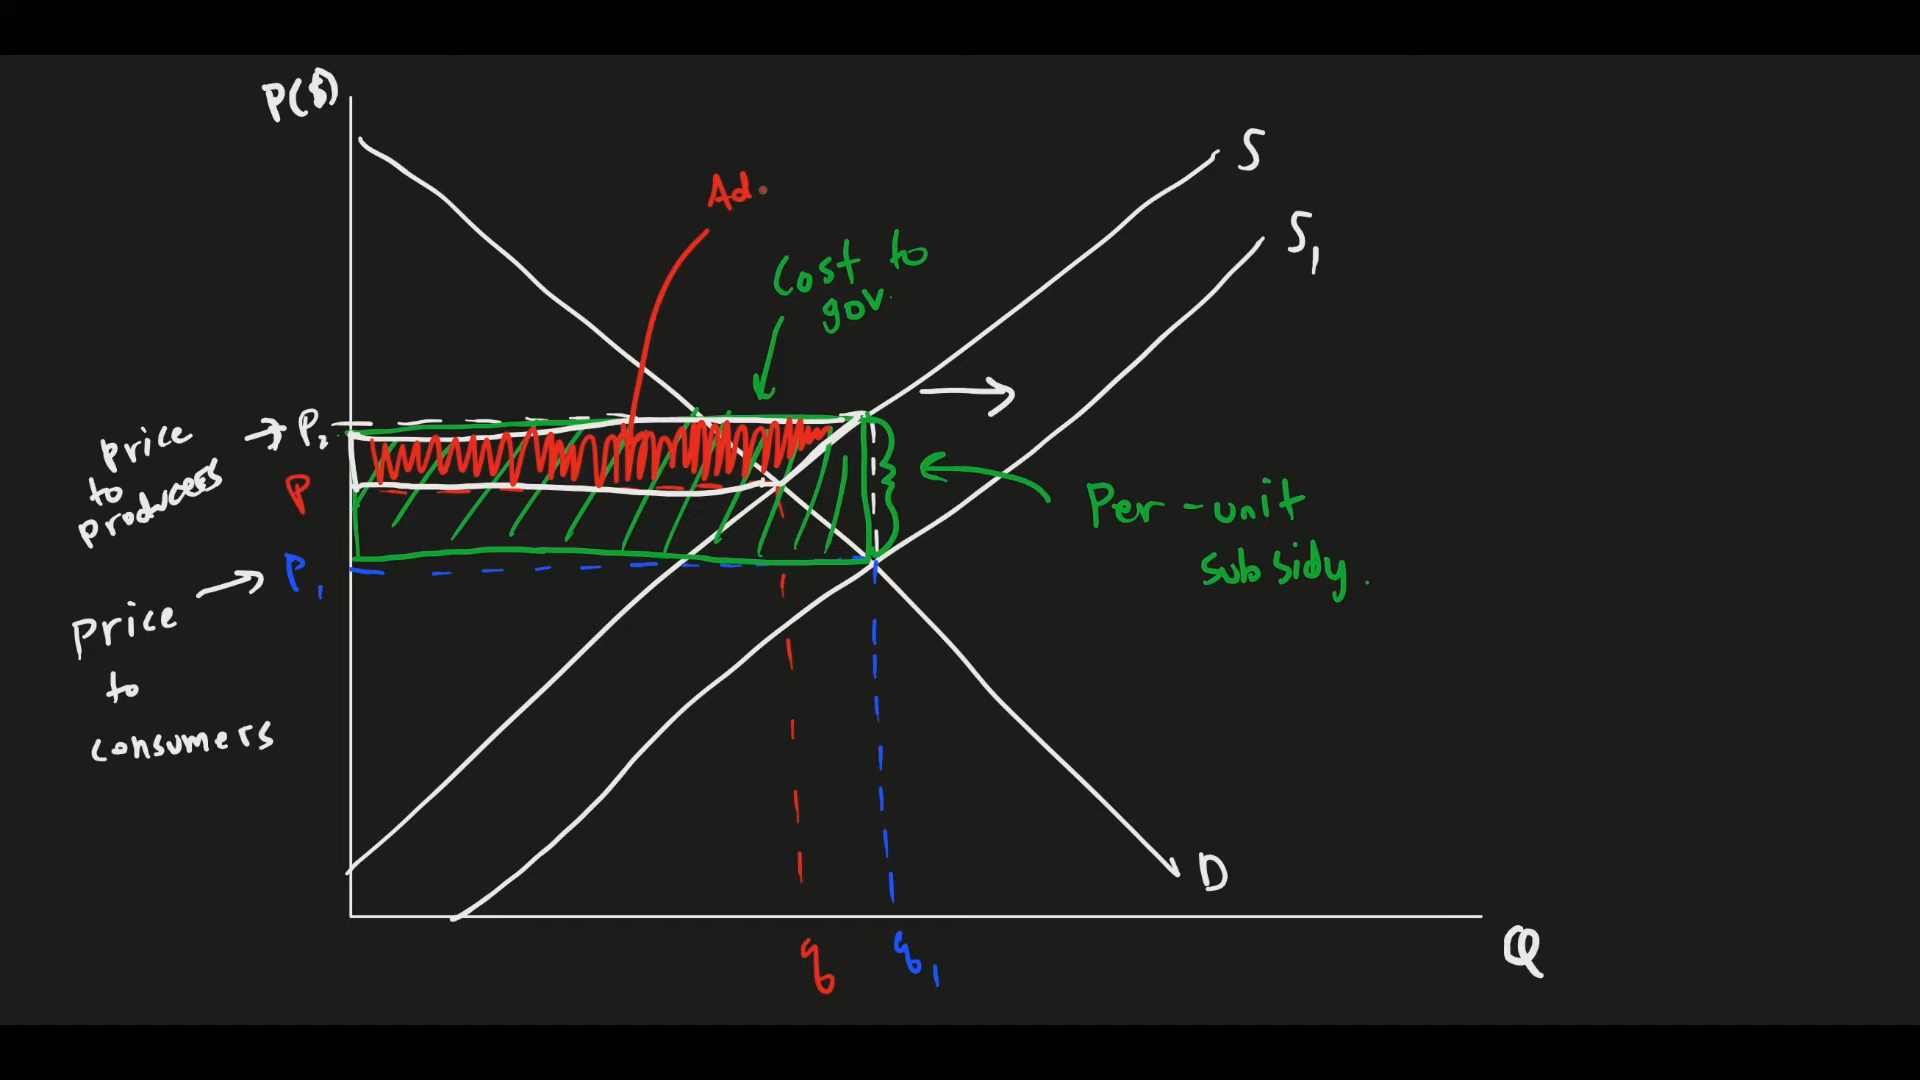 P($)
S
S₁
Ad
Cost to
gov.
price
to
producers
P₂
P
P₁
Per-unit
subsidy.
Price
to
consumers
D
q
q₁
Q